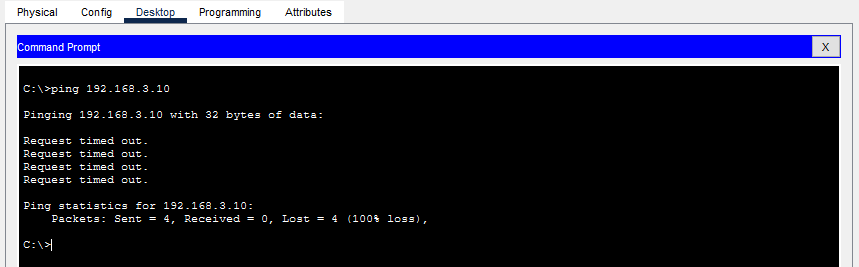 Physical Config Desktop Programming Attributes
Command Prompt X
C:\>ping 192.168.3.10
Pinging 192.168.3.10 with 32 bytes of data:
Request timed out.
Request timed out.
Request timed out.
Request timed out.
Ping statistics for 192.168.3.10:
    Packets: Sent = 4, Received = 0, Lost = 4 (100% loss),
C:\>